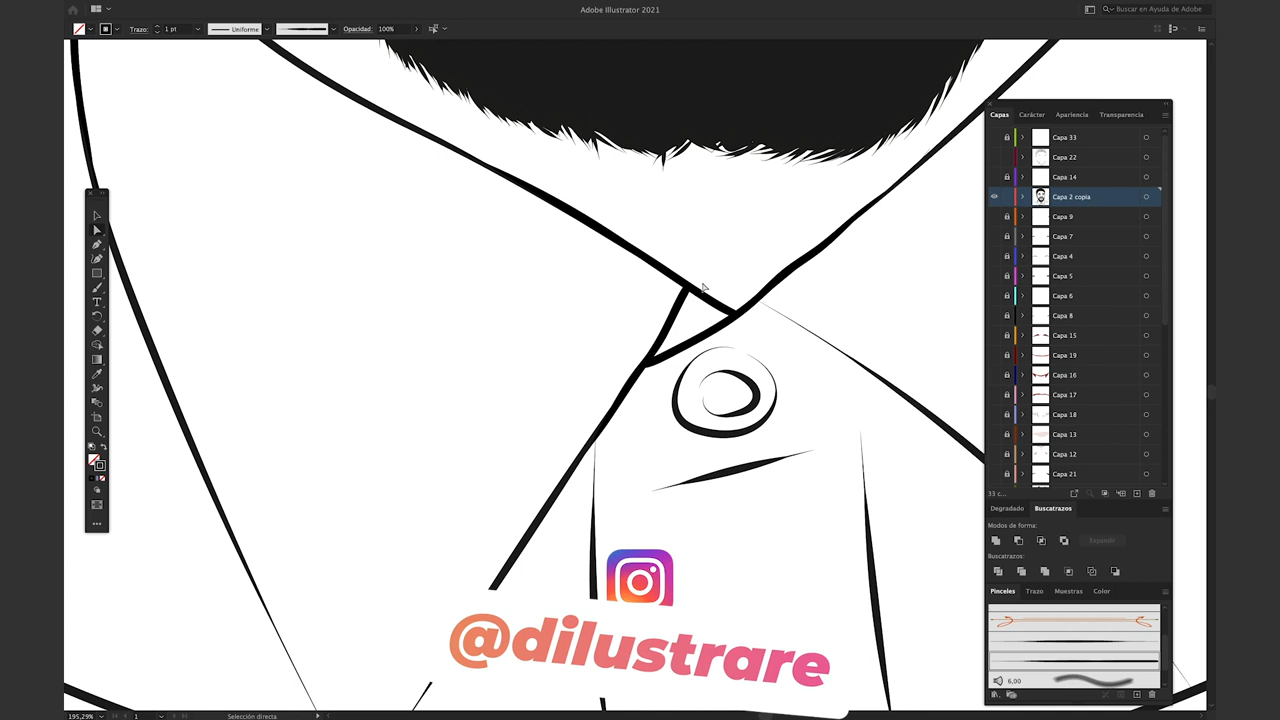 Adobe Illustrator 2021
Buscar en Ayuda de Adobe
Trazo: 1 pt Uniforme Opacidad: 100%
Capas Carácter Apariencia Transparencia
Capa 33
Capa 22
Capa 14
Capa 2 copia
Capa 9
Capa 7
Capa 4
Capa 5
Capa 6
Capa 8
Capa 15
Capa 19
Capa 16
Capa 17
Capa 18
Capa 13
Capa 12
Capa 21
33 c...
Degradado Buscatrazos
Modos de forma:
Expandir
Buscatrazos:
Pinceles Trazo Muestras Color
6,00
@dilustrare
195,29% 1 Selección directa